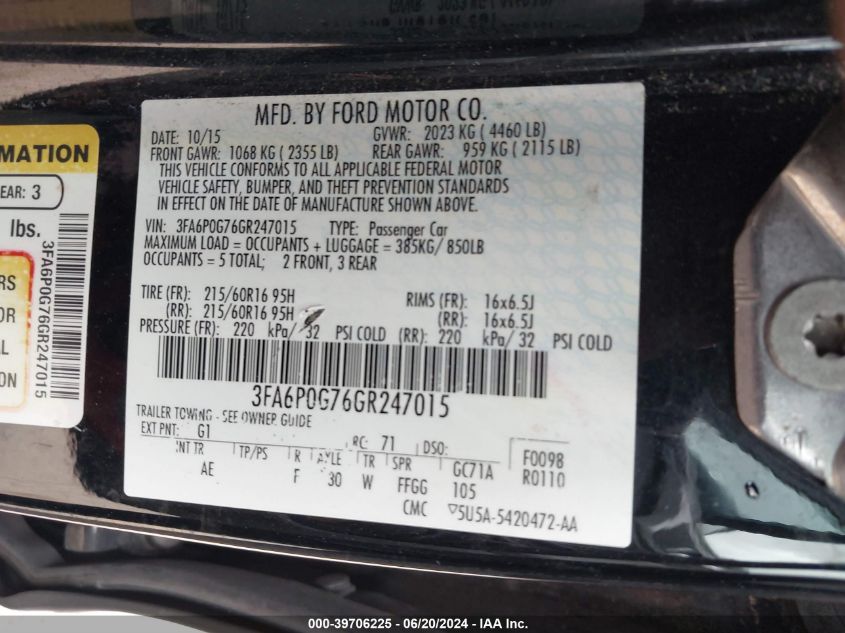 MFD. BY FORD MOTOR CO.
DATE: 10/15 GVWR: 2023 KG ( 4460 LB)
FRONT GAWR: 1068 KG ( 2355 LB) REAR GAWR: 959 KG ( 2115 LB)
THIS VEHICLE CONFORMS TO ALL APPLICABLE FEDERAL MOTOR
VEHICLE SAFETY, BUMPER, AND THEFT PREVENTION STANDARDS
IN EFFECT ON THE DATE OF MANUFACTURE SHOWN ABOVE.
VIN: 3FA6P0G76GR247015 TYPE: Passenger Car
MAXIMUM LOAD = OCCUPANTS + LUGGAGE = 385KG/ 850LB
OCCUPANTS = 5 TOTAL; 2 FRONT, 3 REAR
TIRE (FR): 215/60R16 95H RIMS (FR): 16x6.5J
(RR): 215/60R16 95H (RR): 16x6.5J
PRESSURE (FR): 220 kPa/ 32 PSI COLD (RR): 220 kPa/ 32 PSI COLD
3FA6P0G76GR247015
TRAILER TOWING - SEE OWNER GUIDE
EXT PNT: G1 RC: 71 DSO: F0098
INT TR TP/PS R AXLE TR SPR GC71A R0110
AE F 30 W FFGG 105
CMC 5U5A-5420472-AA
MATION
EAR: 3
lbs.
RS
OR
AL
ON
3FA6P0G76GR247015
000-39706225 - 06/20/2024 - IAA Inc.